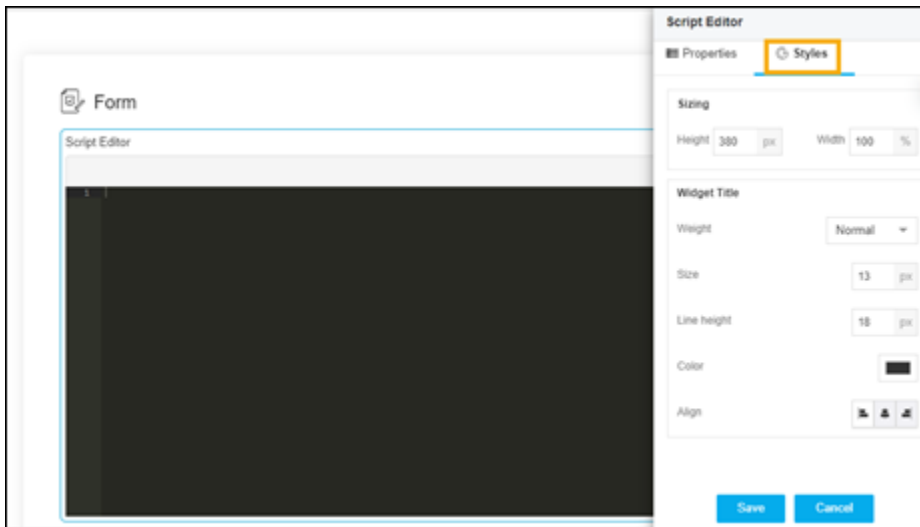 Script Editor
Properties
Styles
Form
Script Editor
1
Sizing
Height 380 px Width 100 %
Widget Title
Weight Normal
Size 13 px
Line height 18 px
Color
Align
Save Cancel